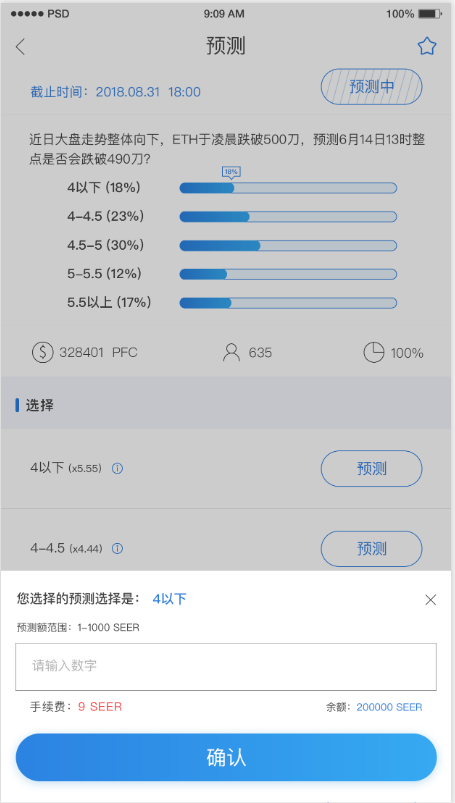 PSD 9:09 AM 100%
预测
截止时间：2018.08.31 18:00 预测中
近日大盘走势整体向下，ETH于凌晨跌破500刀，预测6月14日13时整
点是否会跌破490刀?
18%
4以下 (18%)
4-4.5 (23%)
4.5-5 (30%)
5-5.5 (12%)
5.5以上 (17%)
328401 PFC 635 100%
选择
4以下 (x5.55) 预测
4-4.5 (x4.44) 预测
您选择的预测选择是： 4以下
预测额范围：1-1000 SEER
请输入数字
手续费：9 SEER 余额：200000 SEER
确认